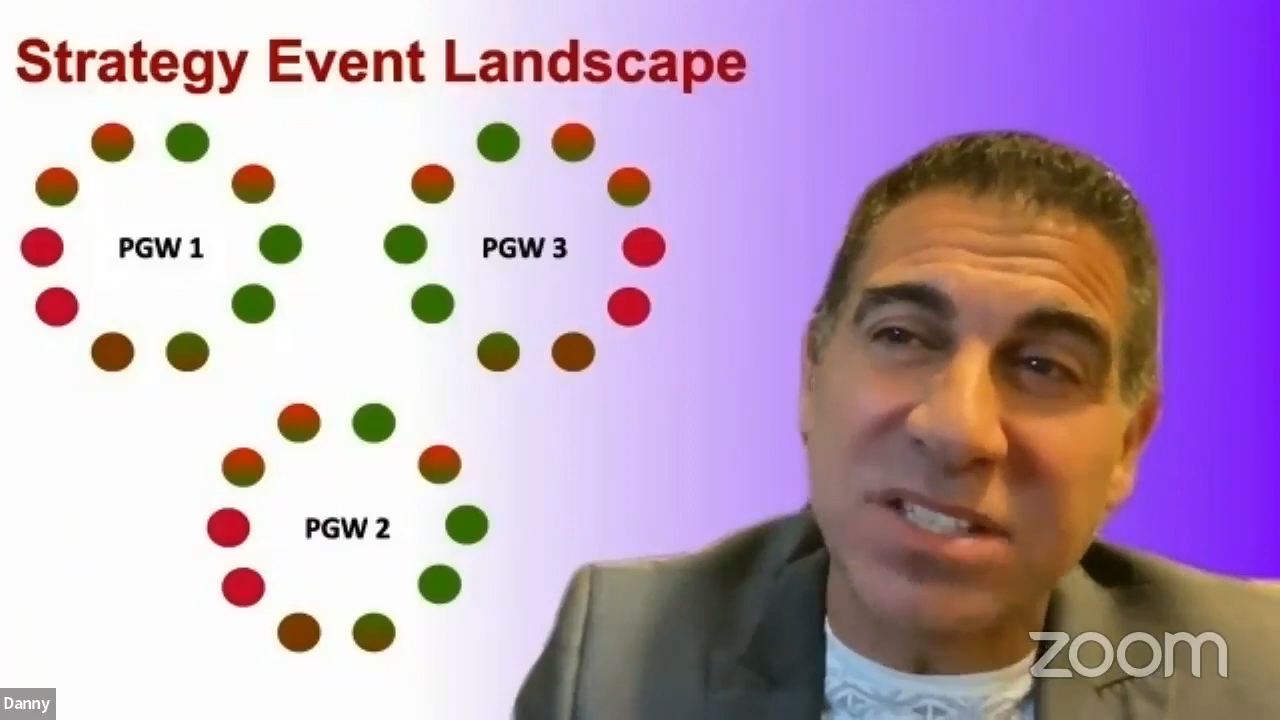 Strategy Event Landscape
PGW 1
PGW 3
PGW 2
zoom
Danny